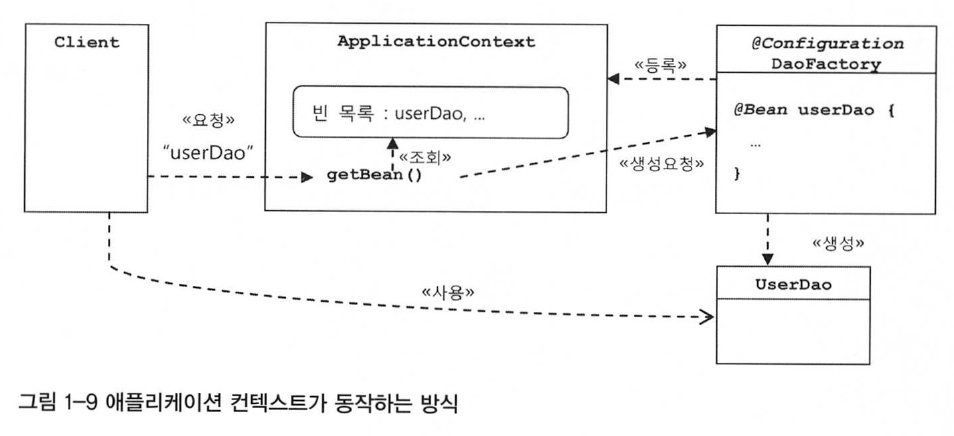 Client
«요청»
"userDao"
ApplicationContext
빈 목록 : userDao, ...
«조회»
getBean()
«등록»
«생성요청»
@Configuration
DaoFactory
@Bean userDao {
...
}
«생성»
UserDao
«사용»
그림 1-9 애플리케이션 컨텍스트가 동작하는 방식